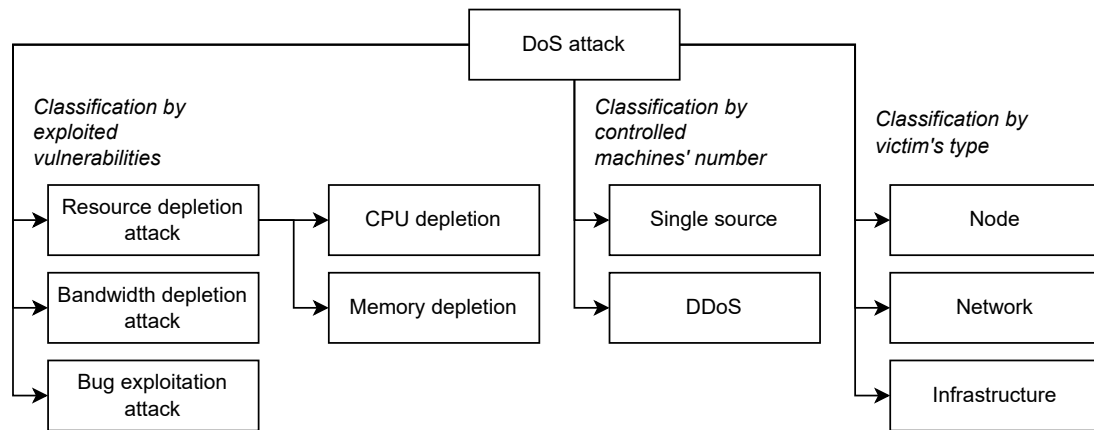 DoS attack
Classification by
exploited
vulnerabilities
Resource depletion
attack
CPU depletion
Memory depletion
Bandwidth depletion
attack
Bug exploitation
attack
Classification by
controlled
machines' number
Single source
DDoS
Classification by
victim's type
Node
Network
Infrastructure